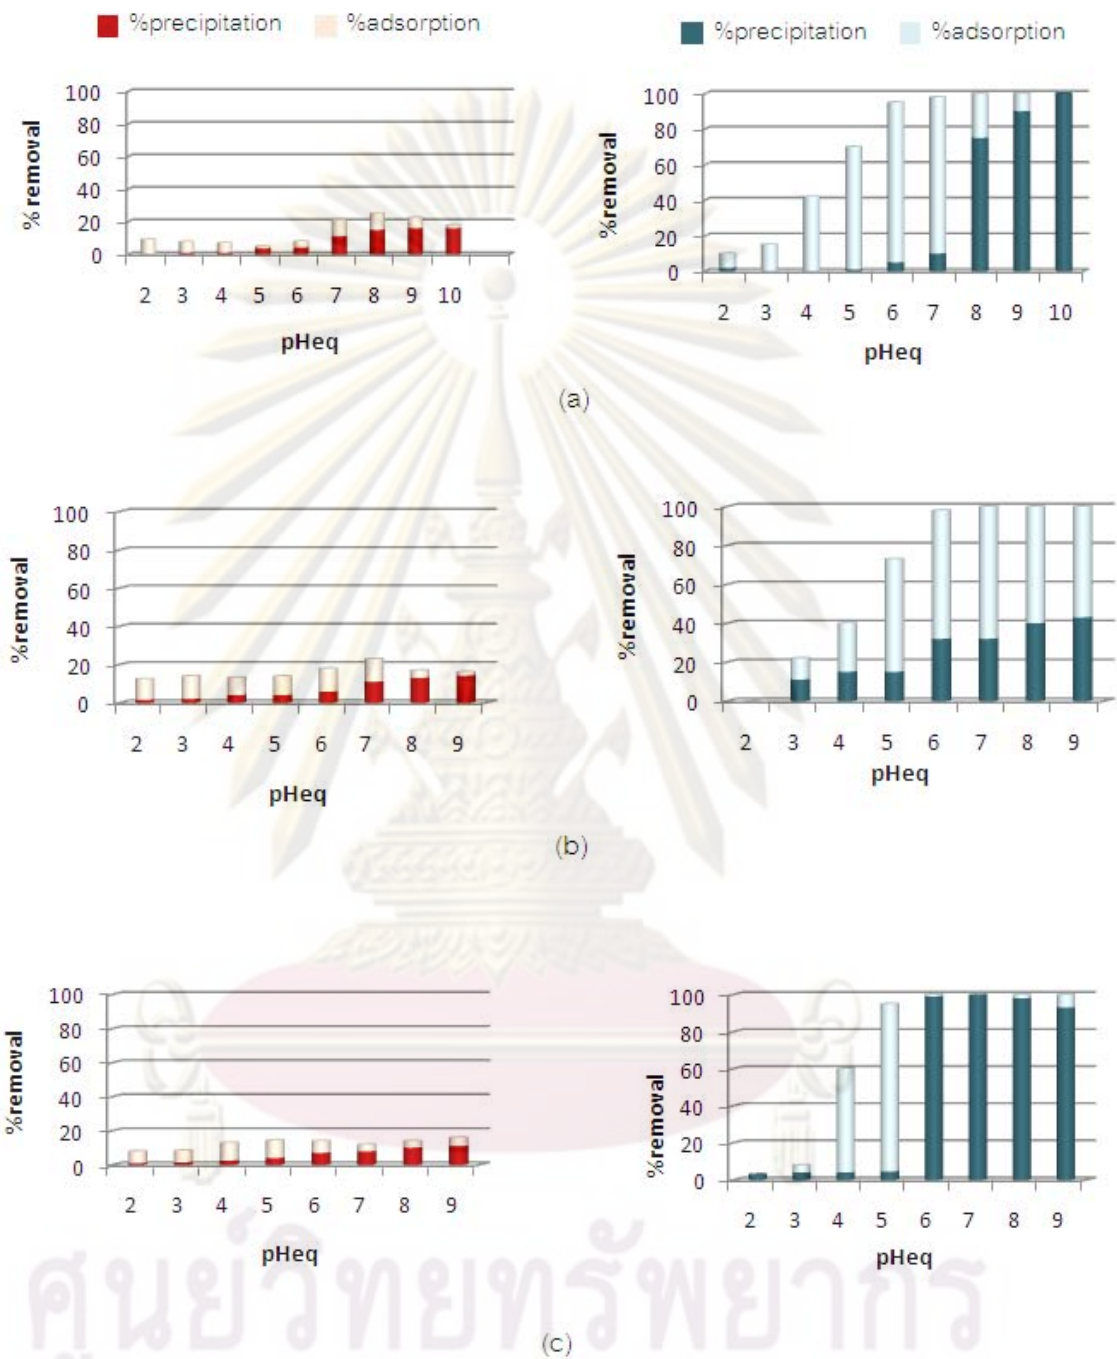 %precipitation %adsorption
%precipitation %adsorption
%removal
100
80
60
40
20
0
2 3 4 5 6 7 8 9 10
pHeq
%removal
100
80
60
40
20
0
2 3 4 5 6 7 8 9 10
pHeq
(a)
%removal
100
80
60
40
20
0
2 3 4 5 6 7 8 9
pHeq
%removal
100
80
60
40
20
0
2 3 4 5 6 7 8 9
pHeq
(b)
%removal
100
80
60
40
20
0
2 3 4 5 6 7 8 9
pHeq
%removal
100
80
60
40
20
0
2 3 4 5 6 7 8 9
pHeq
ศูนย์วิทยทรัพยากร
(c)